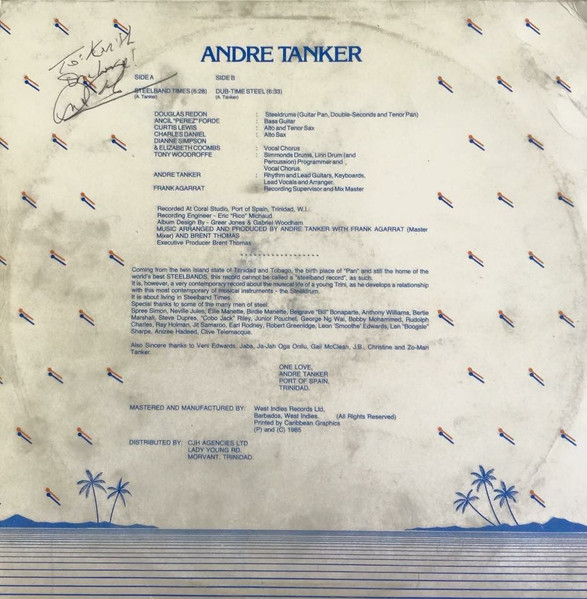 To: Keith
ANDRE TANKER
SIDE A SIDE B
STEELBAND TIMES (6:28) DUB-TIME STEEL (6:33)
(A. Tanker) (A. Tanker)
DOUGLAS REDON : Steeldrums (Guitar Pan, Double-Seconds and Tenor Pan)
ANCIL "PEREZ" FORDE : Bass Guitar
CURTIS LEWIS : Alto and Tenor Sax
CHARLES DANIEL : Alto Sax
DIANNE SIMPSON
& ELIZABETH COOMBS : Vocal Chorus
TONY WOODROFFE : Simmonds Drums, Linn Drum (and
Percussion) Programmer and
Vocal Chorus.
ANDRE TANKER : Rhythm and Lead Guitars, Keyboards,
Lead Vocals and Arranger.
FRANK AGARRAT : Recording Supervisor and Mix Master
Recorded At Coral Studio, Port of Spain, Trinidad, W.I.
Recording Engineer - Eric "Rico" Michaud
Album Design By - Greer Jones & Gabriel Woodham
MUSIC ARRANGED AND PRODUCED BY ANDRE TANKER WITH FRANK AGARRAT (Master
Mixer) AND BRENT THOMAS
Executive Producer Brent Thomas
Coming from the twin Island state of Trinidad and Tobago, the birth place of "Pan" and still the home of the
world's best STEELBANDS, this record cannot be called a "steelband record", as such.
It is, however, a very contemporary record about the musical life of a young Trini, as he develops a relationship
with this most contemporary of musical instruments - the Steeldrum.
It is about living in Steelband Times.
Special thanks to some of the many men of steel.
Spree Simon, Neville Jules, Ellie Manette, Birdie Manette, Belgrave "Bill" Bonaparte, Anthony Williams, Bertie
Marshall, Steve Dupres, "Cobo Jack" Riley, Junior Pouchet, George Ng Wai, Bobby Mohammed, Rudolph
Charles, Ray Holman, Jit Samaroo, Earl Rodney, Robert Greenidge, Leon 'Smoothe' Edwards, Len "Boogsie"
Sharpe, Anizee Hadeed, Clive Telemacque.
Also Sincere thanks to Veni Edwards, Jabs, Ja-Jah Oga Onilu, Gail McClean, J.B., Christine and Zo-Mari
Tanker.
ONE LOVE,
ANDRE TANKER
PORT OF SPAIN,
TRINIDAD.
MASTERED AND MANUFACTURED BY: West Indies Records Ltd,
Barbados, West Indies. (All Rights Reserved)
Printed by Caribbean Graphics
(P) and (C) 1985
DISTRIBUTED BY: CJH AGENCIES LTD
LADY YOUNG RD.
MORVANT, TRINIDAD.